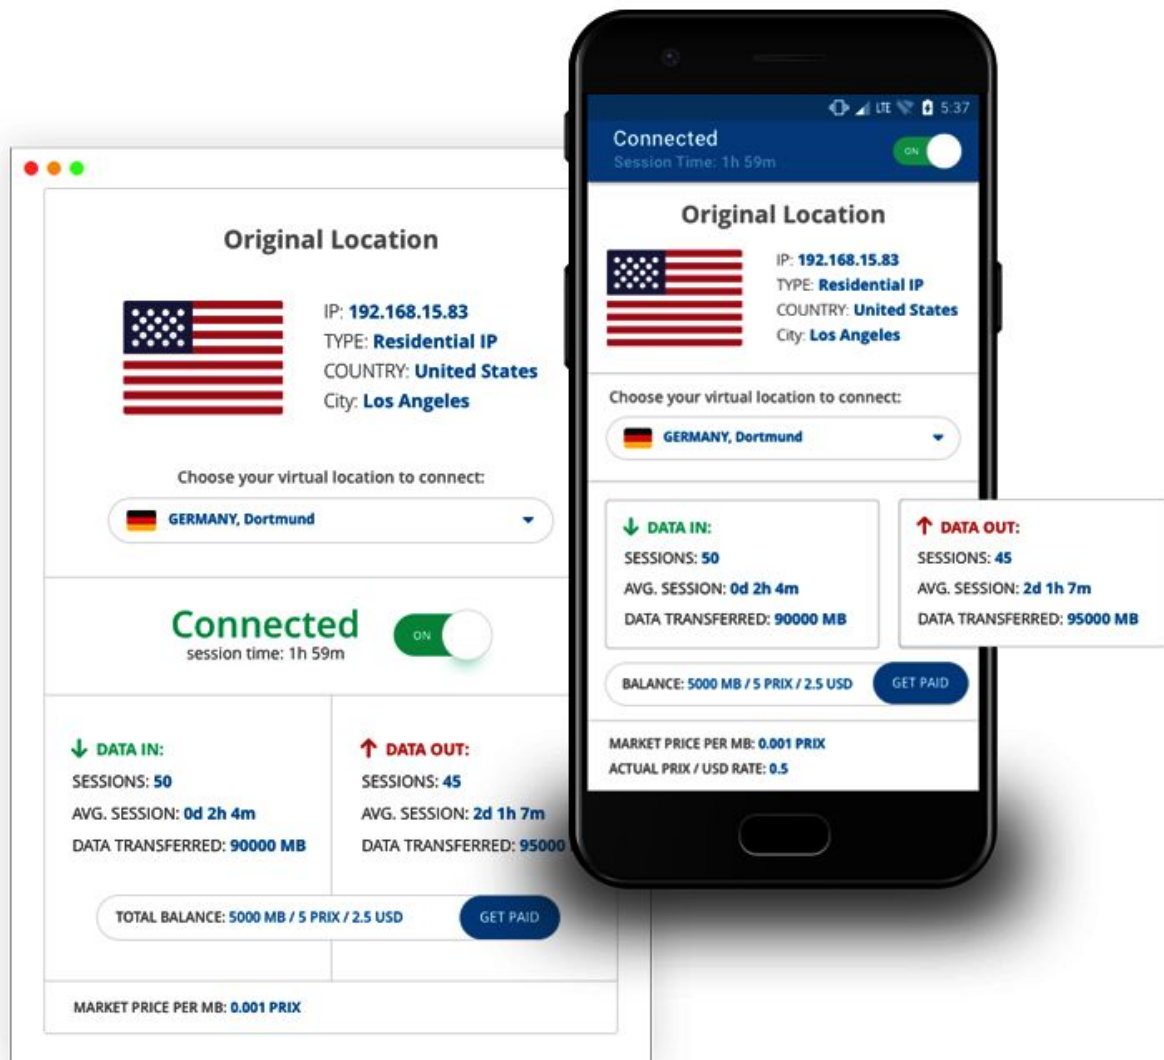 Original Location
IP: 192.168.15.83
TYPE: Residential IP
COUNTRY: United States
City: Los Angeles
Choose your virtual location to connect:
GERMANY, Dortmund
Connected
session time: 1h 59m
ON
DATA IN:
SESSIONS: 50
AVG. SESSION: 0d 2h 4m
DATA TRANSFERRED: 90000 MB
DATA OUT:
SESSIONS: 45
AVG. SESSION: 2d 1h 7m
DATA TRANSFERRED: 95000
TOTAL BALANCE: 5000 MB / 5 PRIX / 2.5 USD
GET PAID
MARKET PRICE PER MB: 0.001 PRIX
LTE 5:37
Connected
Session Time: 1h 59m
ON
Original Location
IP: 192.168.15.83
TYPE: Residential IP
COUNTRY: United States
City: Los Angeles
Choose your virtual location to connect:
GERMANY, Dortmund
DATA IN:
SESSIONS: 50
AVG. SESSION: 0d 2h 4m
DATA TRANSFERRED: 90000 MB
DATA OUT:
SESSIONS: 45
AVG. SESSION: 2d 1h 7m
DATA TRANSFERRED: 95000 MB
BALANCE: 5000 MB / 5 PRIX / 2.5 USD
GET PAID
MARKET PRICE PER MB: 0.001 PRIX
ACTUAL PRIX / USD RATE: 0.5